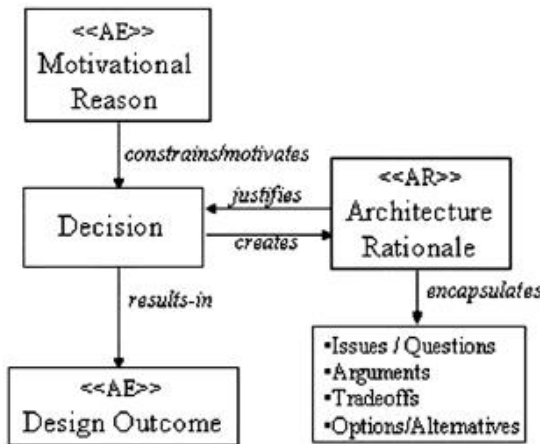 <<AE>>
Motivational
Reason
constrains/motivates
<<AR>>
Architecture
Rationale
justifies
Decision
creates
encapsulates
results-in
▪Issues / Questions
▪Arguments
▪Tradeoffs
▪Options/Alternatives
<<AE>>
Design Outcome